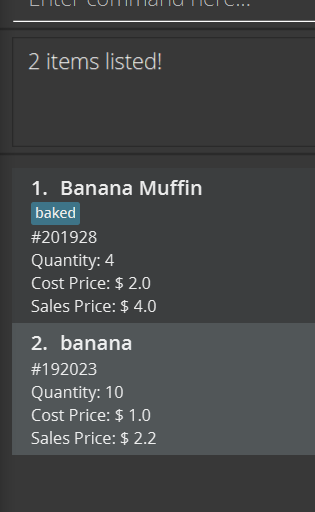 Enter command here...
2 items listed!
1. Banana Muffin
baked
#201928
Quantity: 4
Cost Price: $ 2.0
Sales Price: $ 4.0
2. banana
#192023
Quantity: 10
Cost Price: $ 1.0
Sales Price: $ 2.2